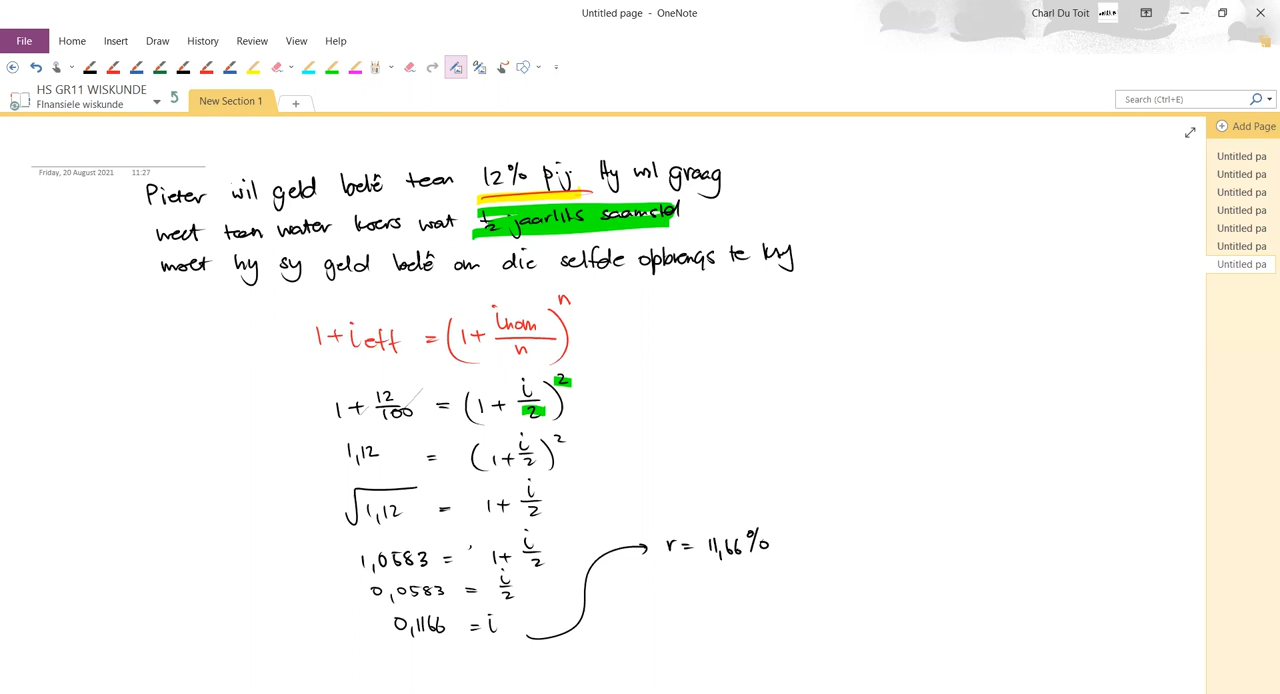 Untitled page - OneNote
Charl Du Toit
File Home Insert Draw History Review View Help
HS GR11 WISKUNDE
FInansiele wiskunde
New Section 1
+
Search (Ctrl+E)
Add Page
Untitled pa
Untitled pa
Untitled pa
Untitled pa
Untitled pa
Untitled pa
Untitled pa
Friday, 20 August 2021 11:27
Pieter wil geld belê teen 12% pj. Hy wil graag
weet teen water koers wat ½ jaarliks saamstel
moet hy sy geld belê om die selfde opbrengs te kry
1 + i eff = (1 + i nom / n)^n
1 + 12/100 = (1 + i/2)^2
1,12 = (1 + i/2)^2
√1,12 = 1 + i/2
1,0583 = 1 + i/2
0,0583 = i/2
0,1166 = i
r = 11,66%